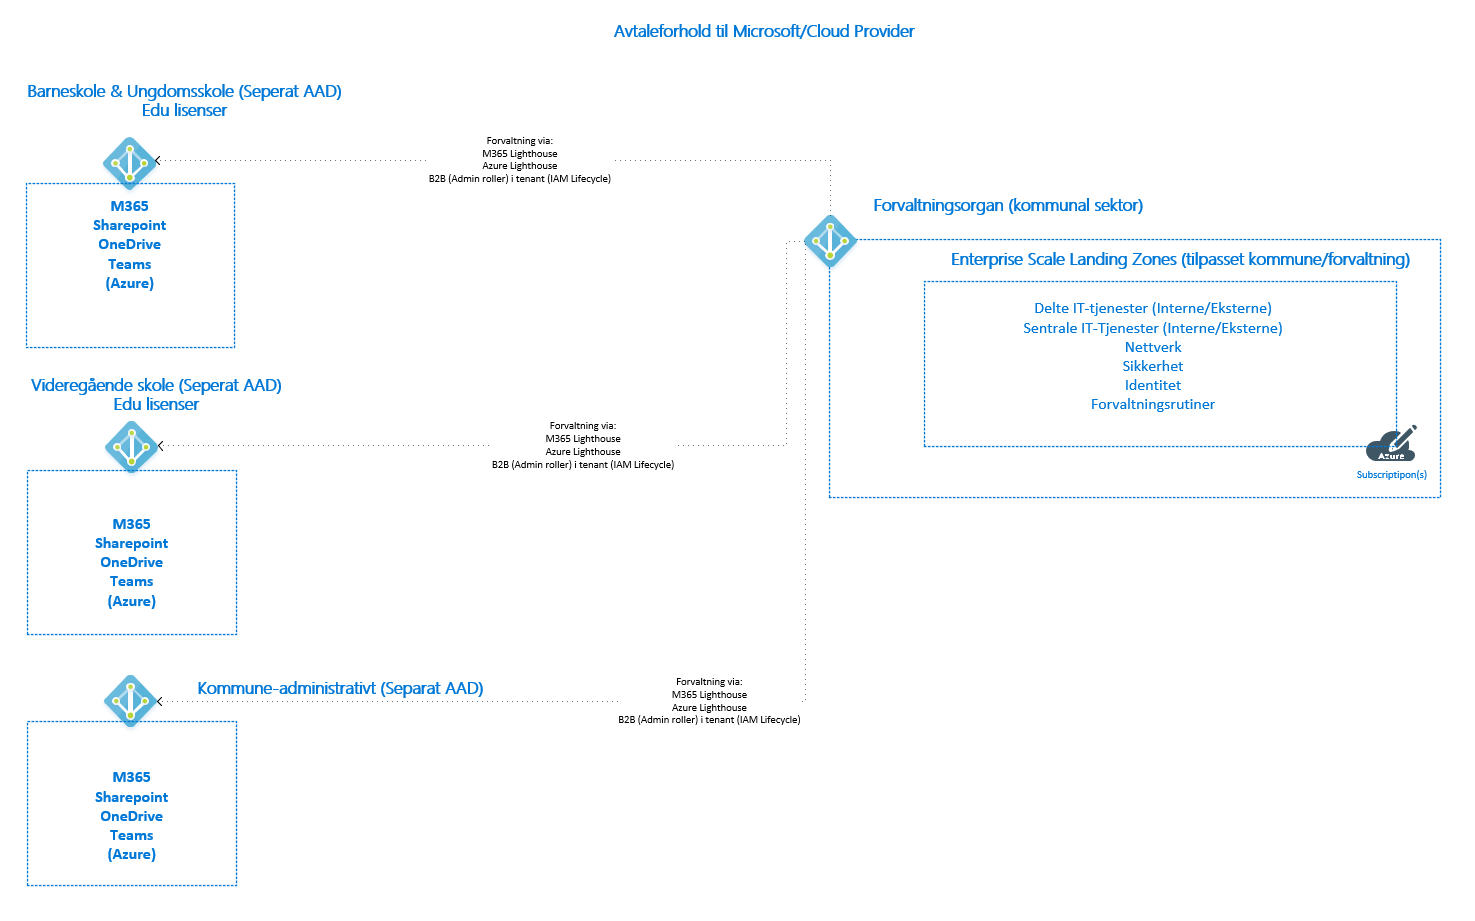 Avtaleforhold til Microsoft/Cloud Provider
Barneskole & Ungdomsskole (Seperat AAD)
Edu lisenser
M365
Sharepoint
OneDrive
Teams
(Azure)
Forvaltning via:
M365 Lighthouse
Azure Lighthouse
B2B (Admin roller) i tenant (IAM Lifecycle)
Forvaltningsorgan (kommunal sektor)
Enterprise Scale Landing Zones (tilpasset kommune/forvaltning)
Delte IT-tjenester (Interne/Eksterne)
Sentrale IT-Tjenester (Interne/Eksterne)
Nettverk
Sikkerhet
Identitet
Forvaltningsrutiner
Azure
Subscriptipon(s)
Videregående skole (Seperat AAD)
Edu lisenser
M365
Sharepoint
OneDrive
Teams
(Azure)
Forvaltning via:
M365 Lighthouse
Azure Lighthouse
B2B (Admin roller) i tenant (IAM Lifecycle)
Kommune-administrativt (Separat AAD)
M365
Sharepoint
OneDrive
Teams
(Azure)
Forvaltning via:
M365 Lighthouse
Azure Lighthouse
B2B (Admin roller) i tenant (IAM Lifecycle)